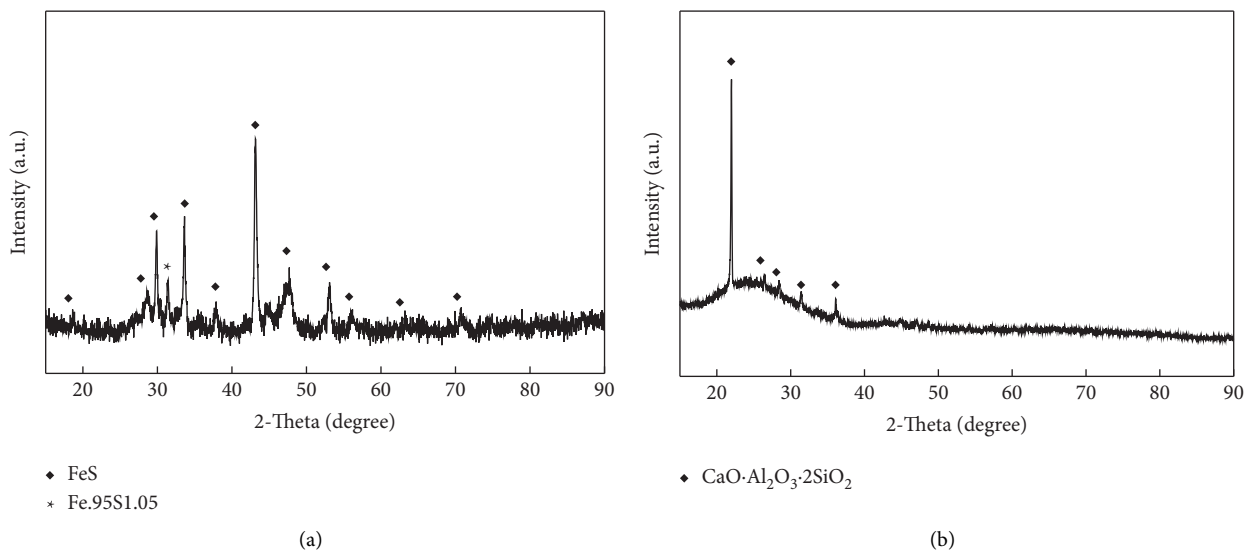 Intensity (a.u.)
20 30 40 50 60 70 80 90
2-Theta (degree)
FeS
Fe.95S1.05
(a)
Intensity (a.u.)
20 30 40 50 60 70 80 90
2-Theta (degree)
CaO·Al₂O₃·2SiO₂
(b)